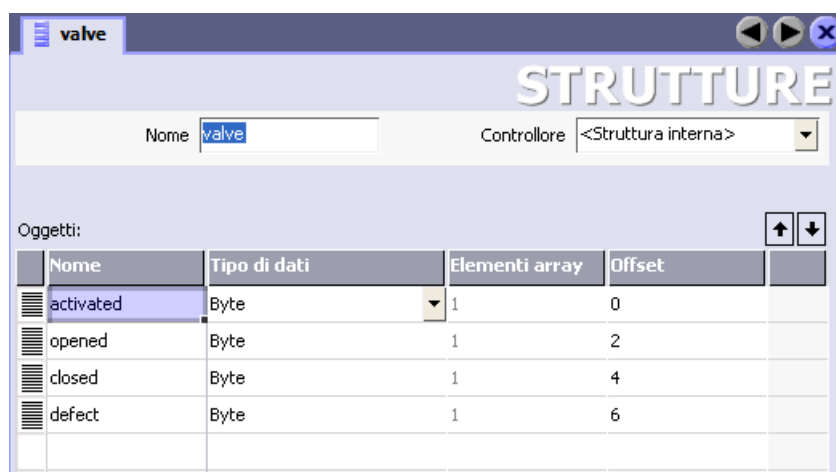 valve
STRUTTURE
Nome valve Controllore <Struttura interna>
Oggetti:
Nome Tipo di dati Elementi array Offset
activated Byte 1 0
opened Byte 1 2
closed Byte 1 4
defect Byte 1 6